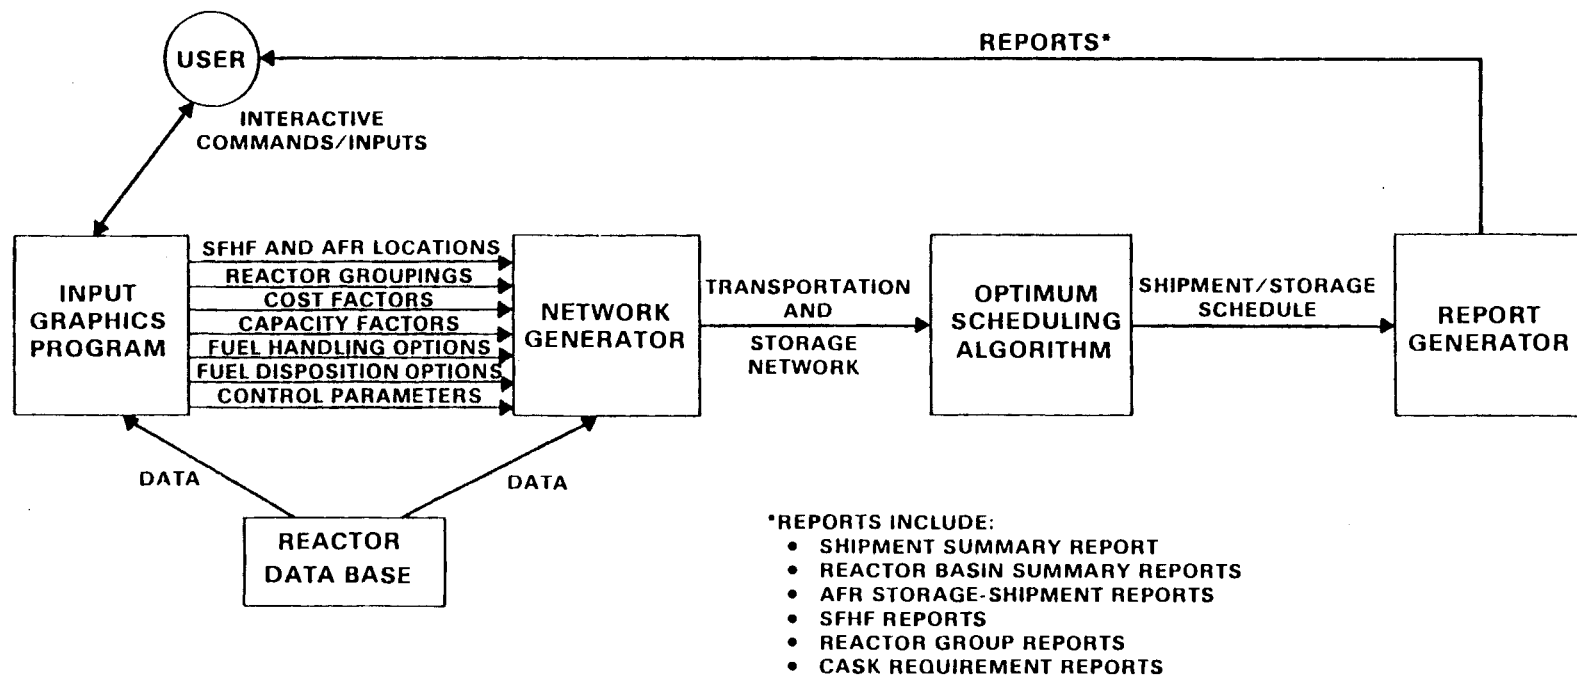 USER
REPORTS*
INTERACTIVE
COMMANDS/INPUTS
INPUT
GRAPHICS
PROGRAM
SFHF AND AFR LOCATIONS
REACTOR GROUPINGS
COST FACTORS
CAPACITY FACTORS
FUEL HANDLING OPTIONS
FUEL DISPOSITION OPTIONS
CONTROL PARAMETERS
NETWORK
GENERATOR
TRANSPORTATION
AND
STORAGE
NETWORK
OPTIMUM
SCHEDULING
ALGORITHM
SHIPMENT/STORAGE
SCHEDULE
REPORT
GENERATOR
DATA
DATA
REACTOR
DATA BASE
*REPORTS INCLUDE:
• SHIPMENT SUMMARY REPORT
• REACTOR BASIN SUMMARY REPORTS
• AFR STORAGE-SHIPMENT REPORTS
• SFHF REPORTS
• REACTOR GROUP REPORTS
• CASK REQUIREMENT REPORTS